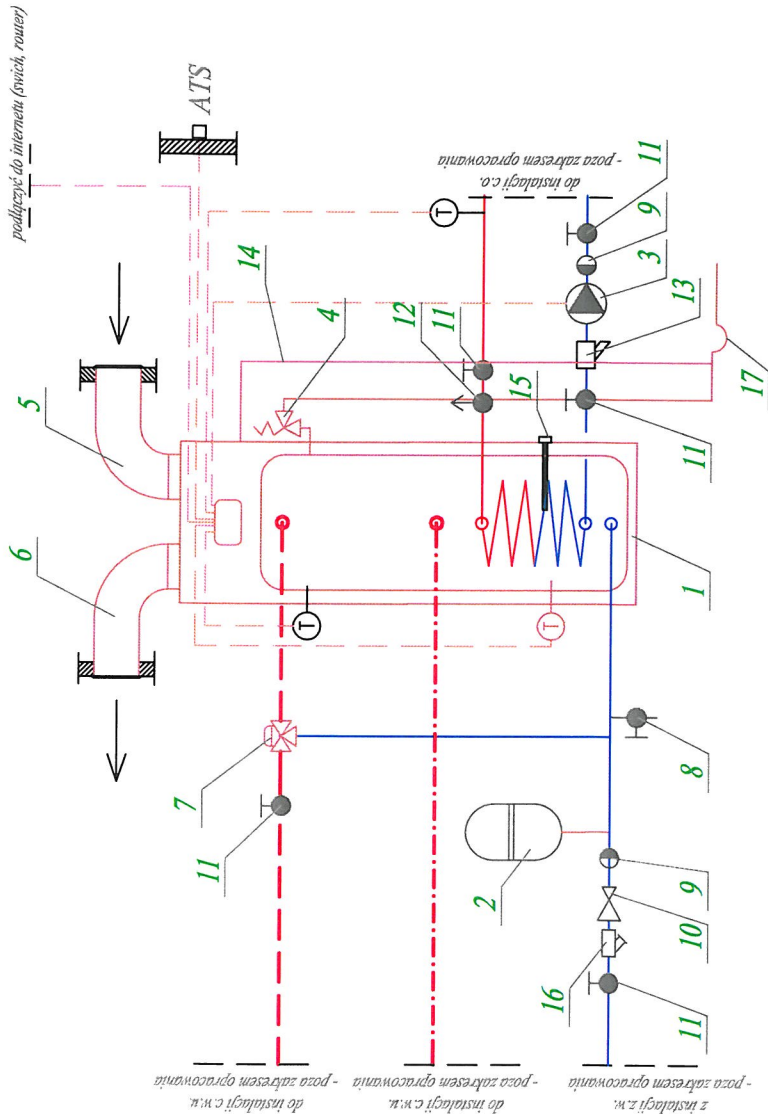 podłączyć do internetu (swich, router)
ATS
5
6
14
4
12
11
15
do instalacji c.o.
- poza zakresem opracowania
11
9
3
13
17
11
1
7
11
2
8
9
10
16
11
do instalacji c.w.u.
- poza zakresem opracowania
do instalacji c.w.u.
- poza zakresem opracowania
z instalacji z.w.
- poza zakresem opracowania
T
T
T